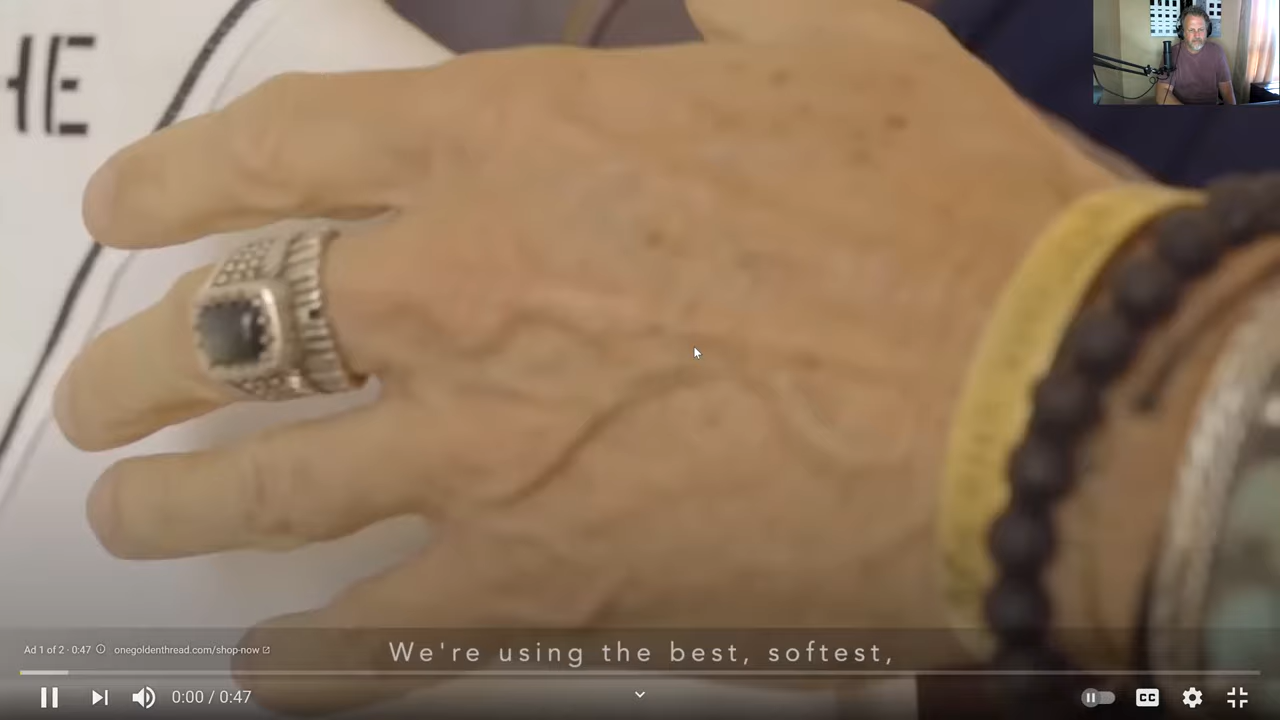 HE
We're using the best, softest,
Ad 1 of 2 · 0:47 onegoldenthread.com/shop-now
0:00 / 0:47
CC